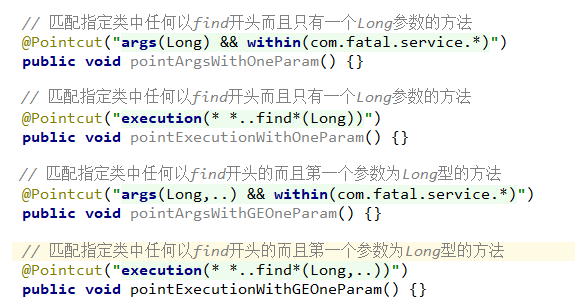 // 匹配指定类中任何以find开头而且只有一个Long参数的方法
@Pointcut("args(Long) && within(com.fatal.service.*)")
public void pointArgsWithOneParam() {}
// 匹配指定类中任何以find开头而且只有一个Long参数的方法
@Pointcut("execution(* *..find*(Long))")
public void pointExecutionWithOneParam() {}
// 匹配指定类中任何以find开头的而且第一个参数为Long型的方法
@Pointcut("args(Long,..) && within(com.fatal.service.*)")
public void pointArgsWithGEOneParam() {}
// 匹配指定类中任何以find开头的而且第一个参数为Long型的方法
@Pointcut("execution(* *..find*(Long,..))")
public void pointExecutionWithGEOneParam() {}